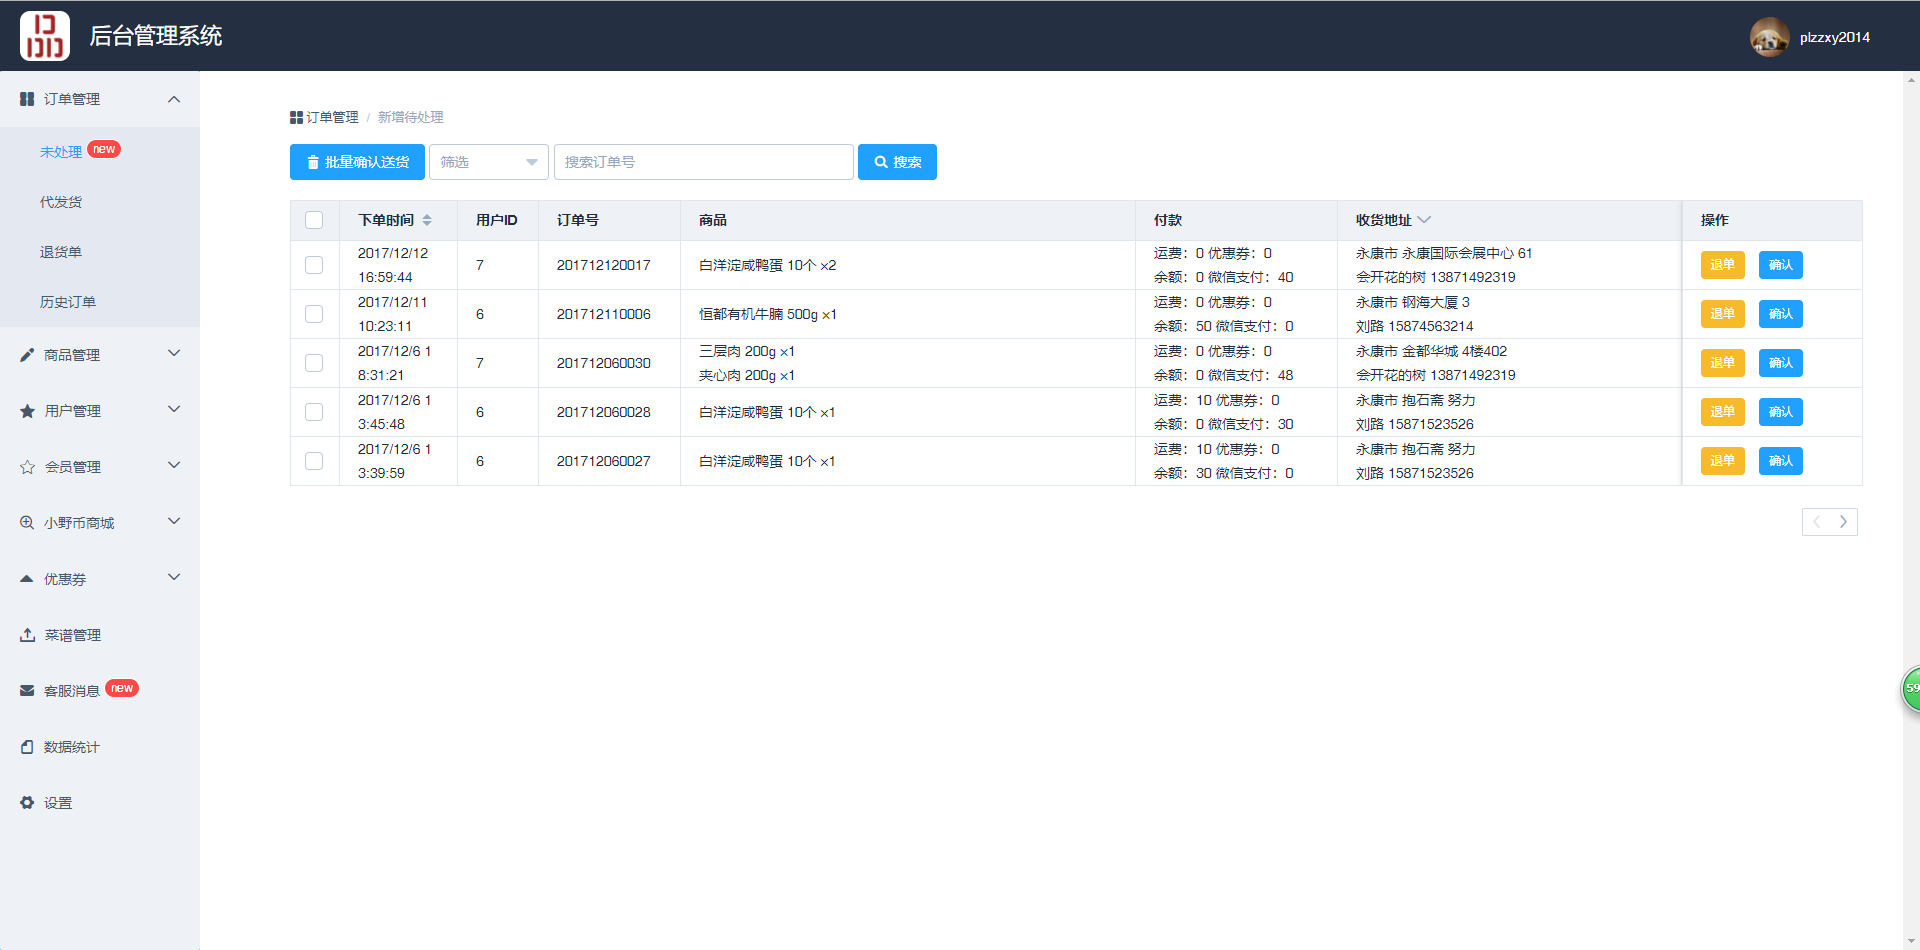 后台管理系统
plzzxy2014
订单管理
未处理 new
代发货
退货单
历史订单
商品管理
用户管理
会员管理
小野币商城
优惠券
菜谱管理
客服消息 new
数据统计
设置
订单管理 / 新增待处理
批量确认送货 筛选 搜索订单号 搜索
下单时间 用户ID 订单号 商品 付款 收货地址 操作
2017/12/12
16:59:44
7
201712120017
白洋淀咸鸭蛋 10个 ×2
运费：0 优惠券：0
余额：0 微信支付：40
永康市 永康国际会展中心 61
会开花的树 13871492319
退单 确认
2017/12/11
10:23:11
6
201712110006
恒都有机牛腩 500g ×1
运费：0 优惠券：0
余额：50 微信支付：0
永康市 钢海大厦 3
刘路 15874563214
退单 确认
2017/12/6 1
8:31:21
7
201712060030
三层肉 200g ×1
夹心肉 200g ×1
运费：0 优惠券：0
余额：0 微信支付：48
永康市 金都华城 4楼402
会开花的树 13871492319
退单 确认
2017/12/6 1
3:45:48
6
201712060028
白洋淀咸鸭蛋 10个 ×1
运费：10 优惠券：0
余额：0 微信支付：30
永康市 抱石斋 努力
刘路 15871523526
退单 确认
2017/12/6 1
3:39:59
6
201712060027
白洋淀咸鸭蛋 10个 ×1
运费：10 优惠券：0
余额：30 微信支付：0
永康市 抱石斋 努力
刘路 15871523526
退单 确认
59